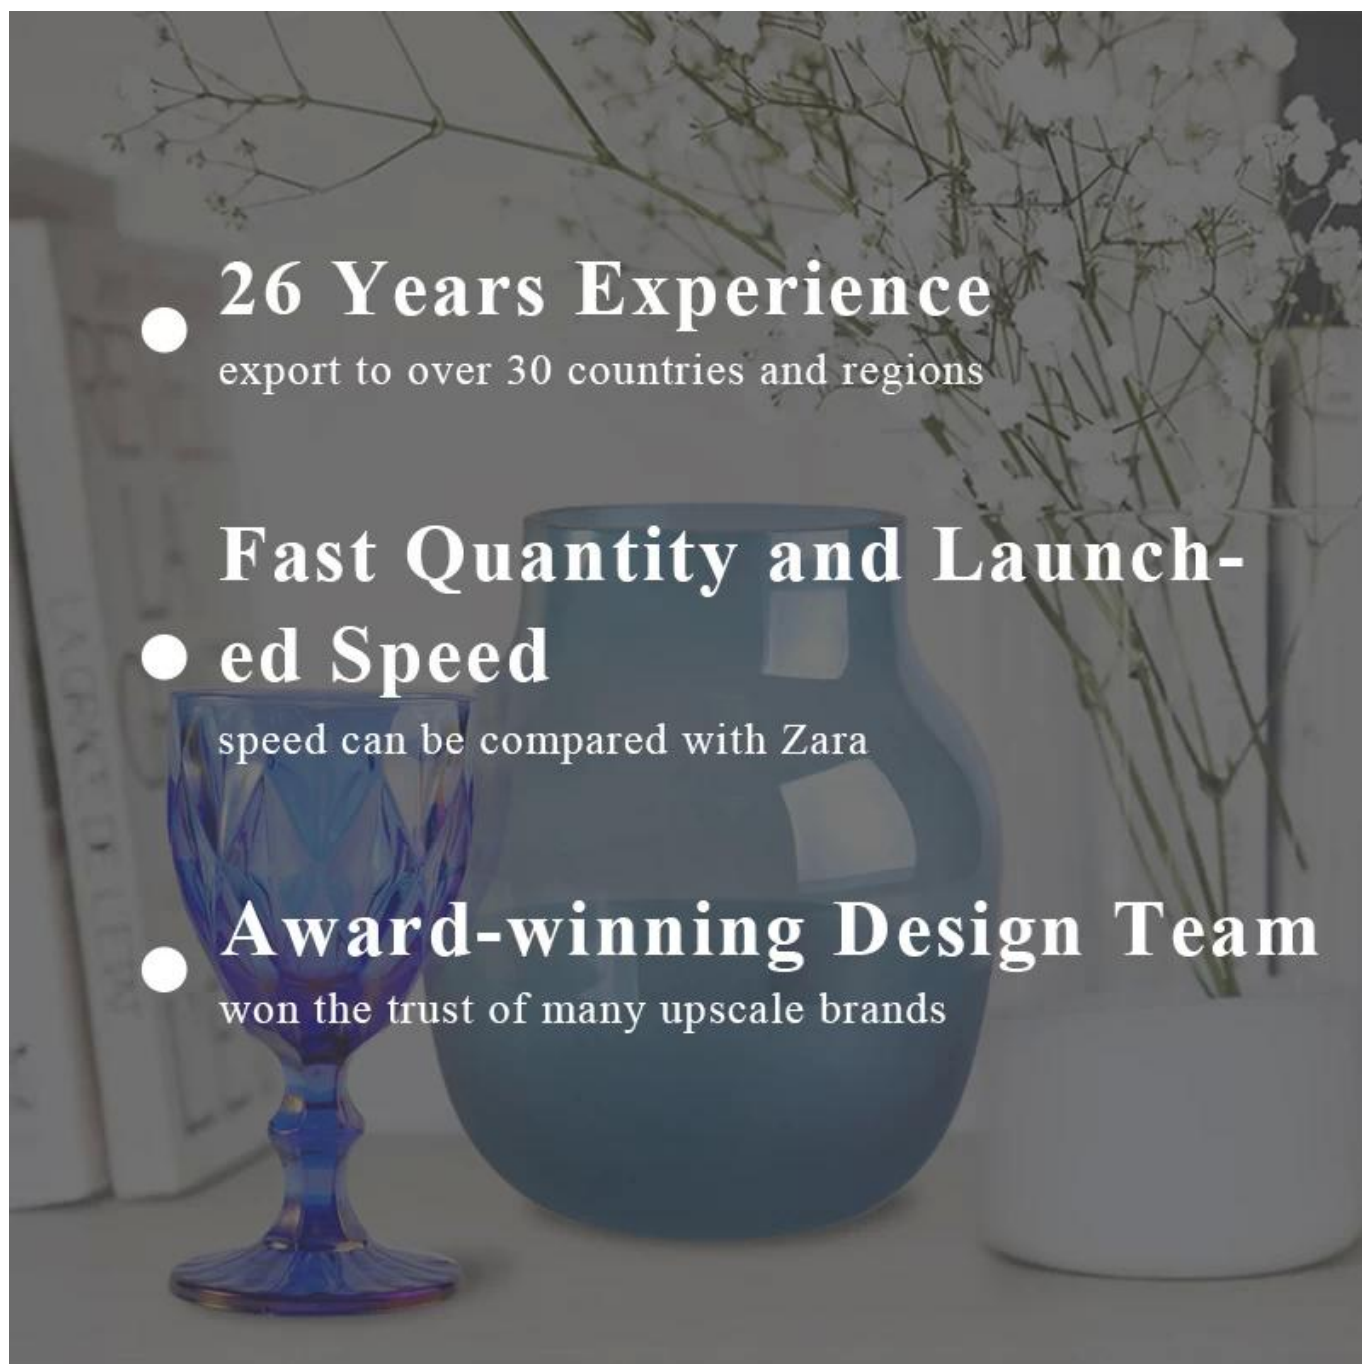 26 Years Experience
export to over 30 countries and regions
Fast Quantity and Launch-
ed Speed
speed can be compared with Zara
Award-winning Design Team
won the trust of many upscale brands